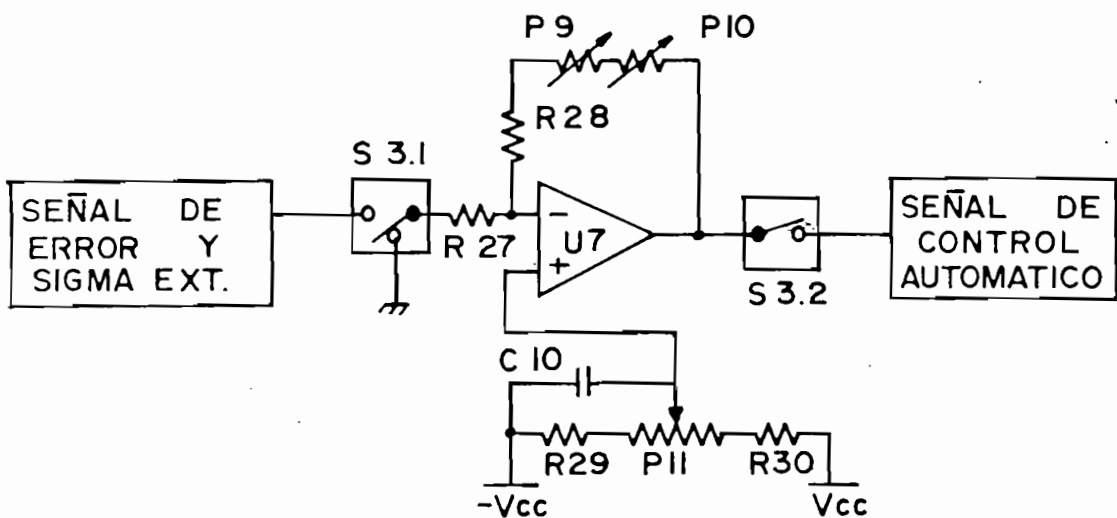 P9 P10
R28
S 3.1
SEÑAL DE
ERROR Y
SIGMA EXT.
R 27
-
U7
+
S 3.2
SEÑAL DE
CONTROL
AUTOMATICO
C 10
R29 P11 R30
-Vcc Vcc